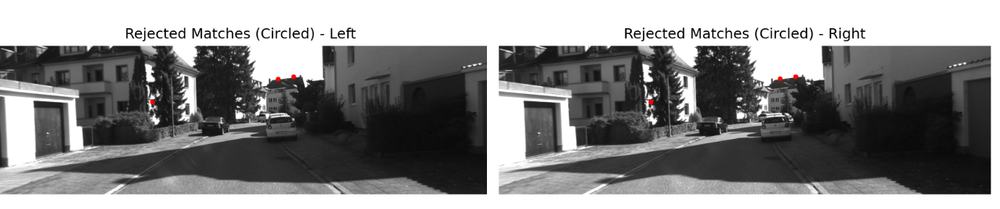 Rejected Matches (Circled) - Left
Rejected Matches (Circled) - Right